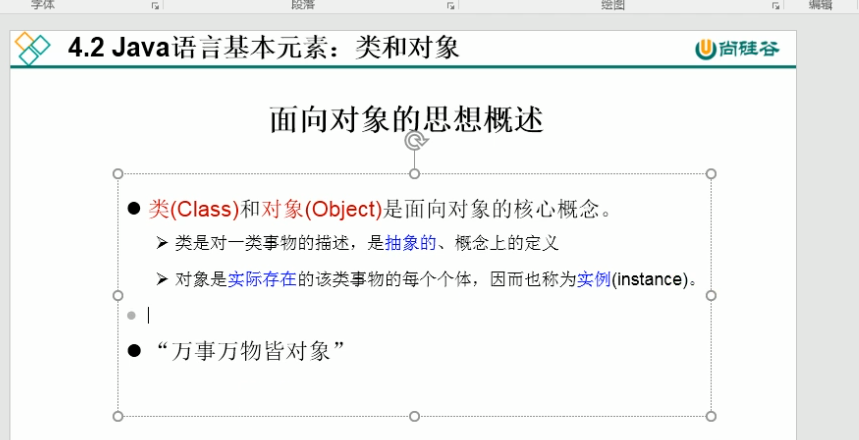 字体
段落
绘图
编辑
4.2 Java语言基本元素：类和对象
尚硅谷
面向对象的思想概述
● 类(Class)和对象(Object)是面向对象的核心概念。
➢ 类是对一类事物的描述，是抽象的、概念上的定义
➢ 对象是实际存在的该类事物的每个个体，因而也称为实例(instance)。
●
● “万事万物皆对象”